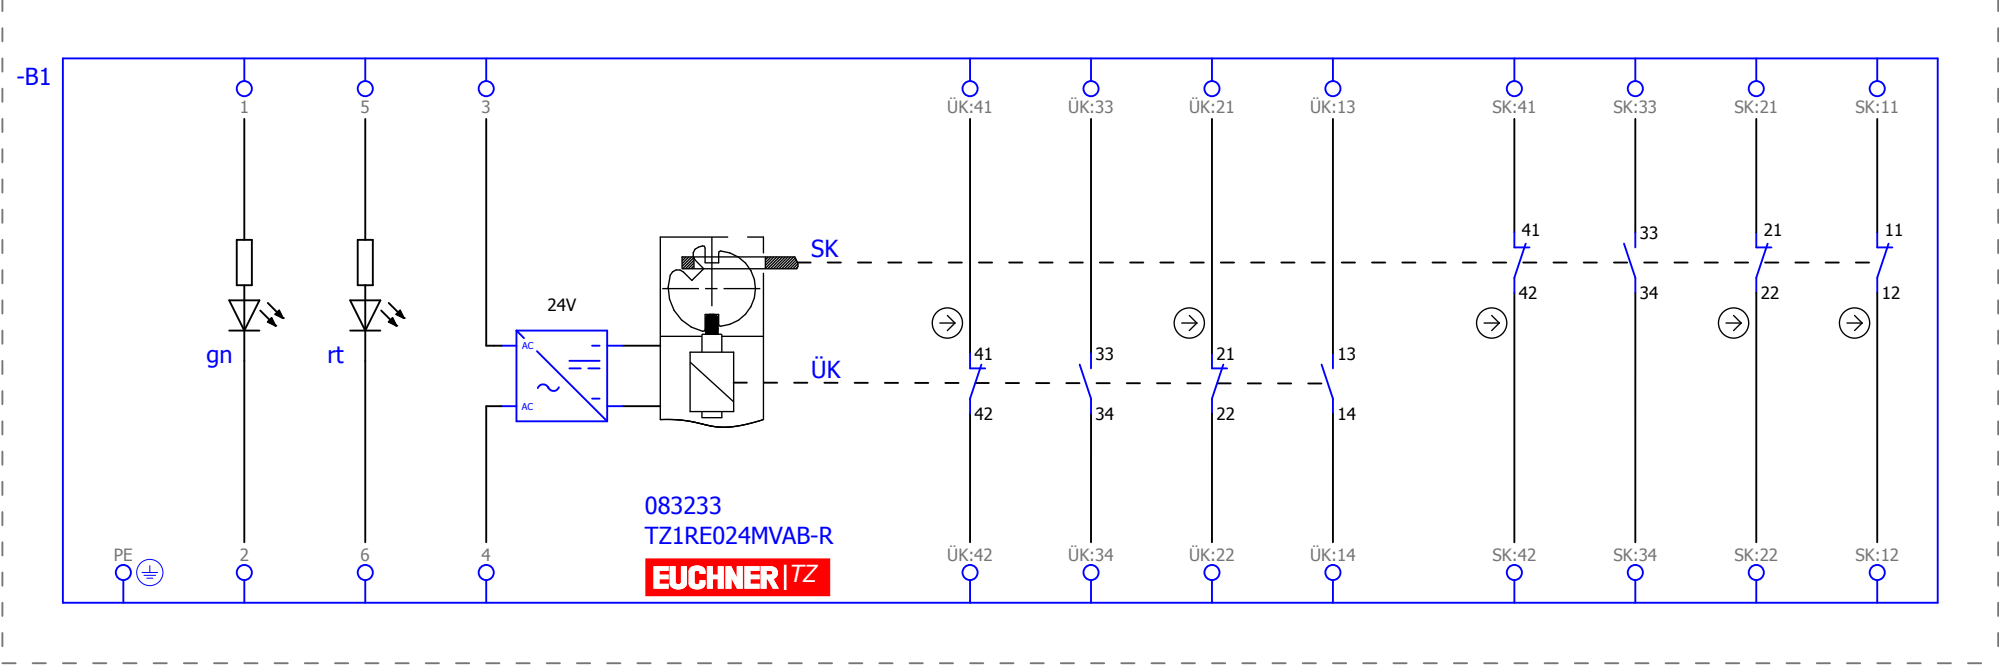 -B1
1
5
3
ÜK:41
ÜK:33
ÜK:21
ÜK:13
SK:41
SK:33
SK:21
SK:11
SK
41
33
21
11
42
34
22
12
24V
gn
rt
AC
AC
ÜK
41
33
21
13
42
34
22
14
083233
TZ1RE024MVAB-R
EUCHNER|TZ
PE
2
6
4
ÜK:42
ÜK:34
ÜK:22
ÜK:14
SK:42
SK:34
SK:22
SK:12